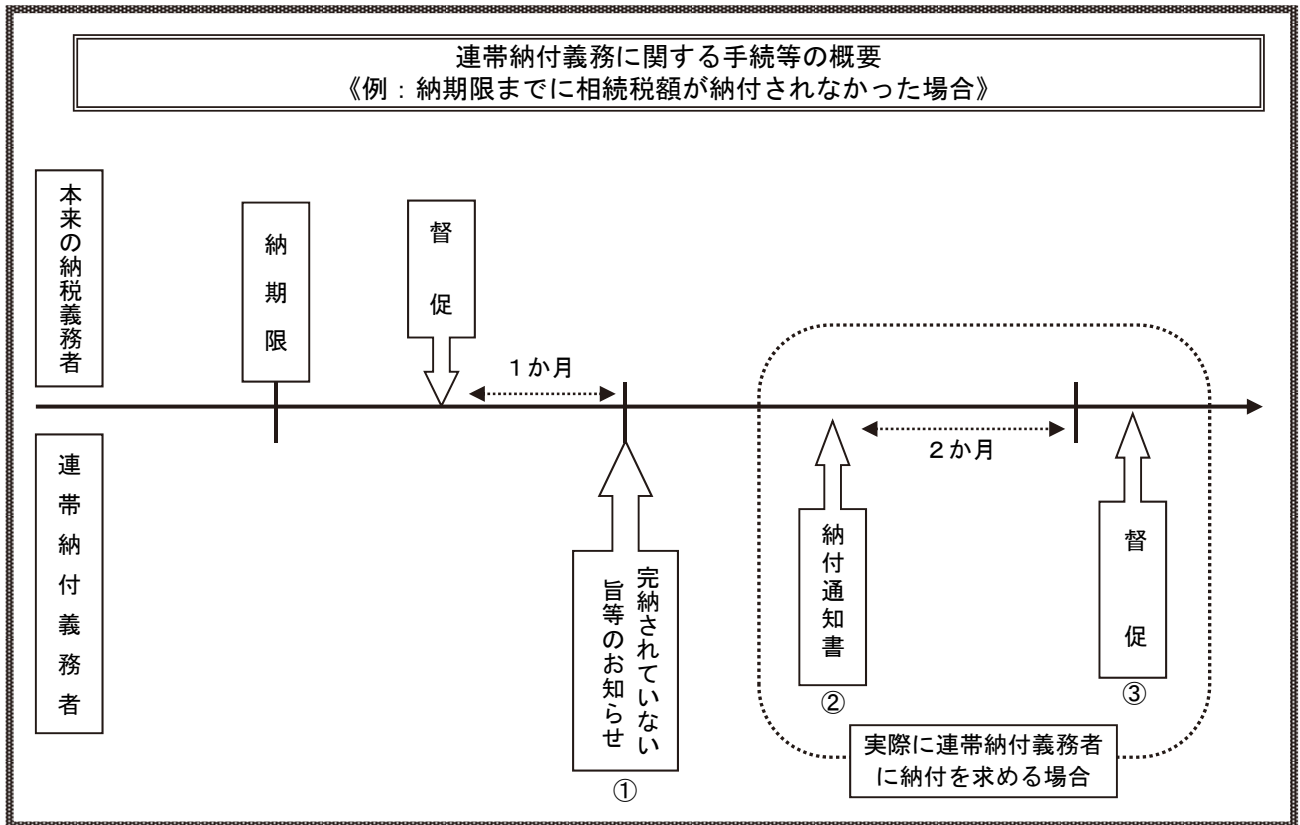 連帯納付義務に関する手続等の概要
《例：納期限までに相続税額が納付されなかった場合》
本来の納税義務者
納期限
督促
１か月
連帯納付義務者
完納されていない
旨等のお知らせ
①
納付通知書
②
２か月
督促
③
実際に連帯納付義務者
に納付を求める場合